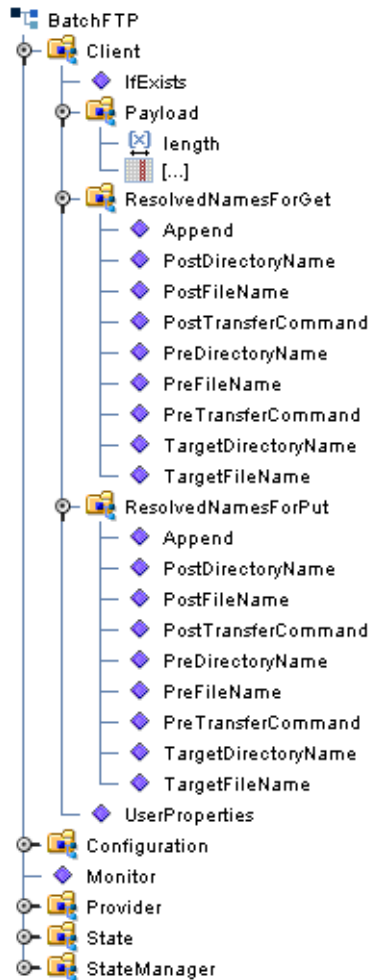 BatchFTP
Client
IfExists
Payload
length
[...]
ResolvedNamesForGet
Append
PostDirectoryName
PostFileName
PostTransferCommand
PreDirectoryName
PreFileName
PreTransferCommand
TargetDirectoryName
TargetFileName
ResolvedNamesForPut
Append
PostDirectoryName
PostFileName
PostTransferCommand
PreDirectoryName
PreFileName
PreTransferCommand
TargetDirectoryName
TargetFileName
UserProperties
Configuration
Monitor
Provider
State
StateManager